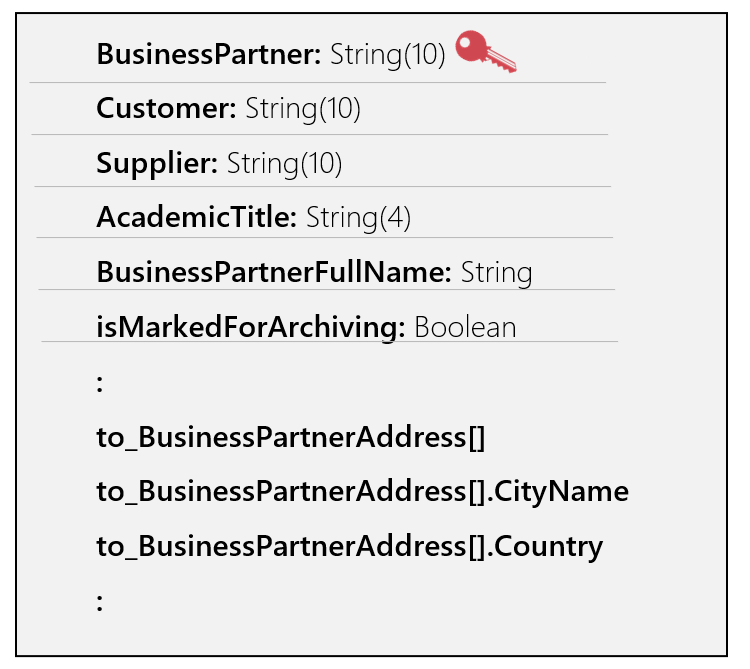 BusinessPartner: String(10)
Customer: String(10)
Supplier: String(10)
AcademicTitle: String(4)
BusinessPartnerFullName: String
isMarkedForArchiving: Boolean
:
to_BusinessPartnerAddress[]
to_BusinessPartnerAddress[].CityName
to_BusinessPartnerAddress[].Country
: